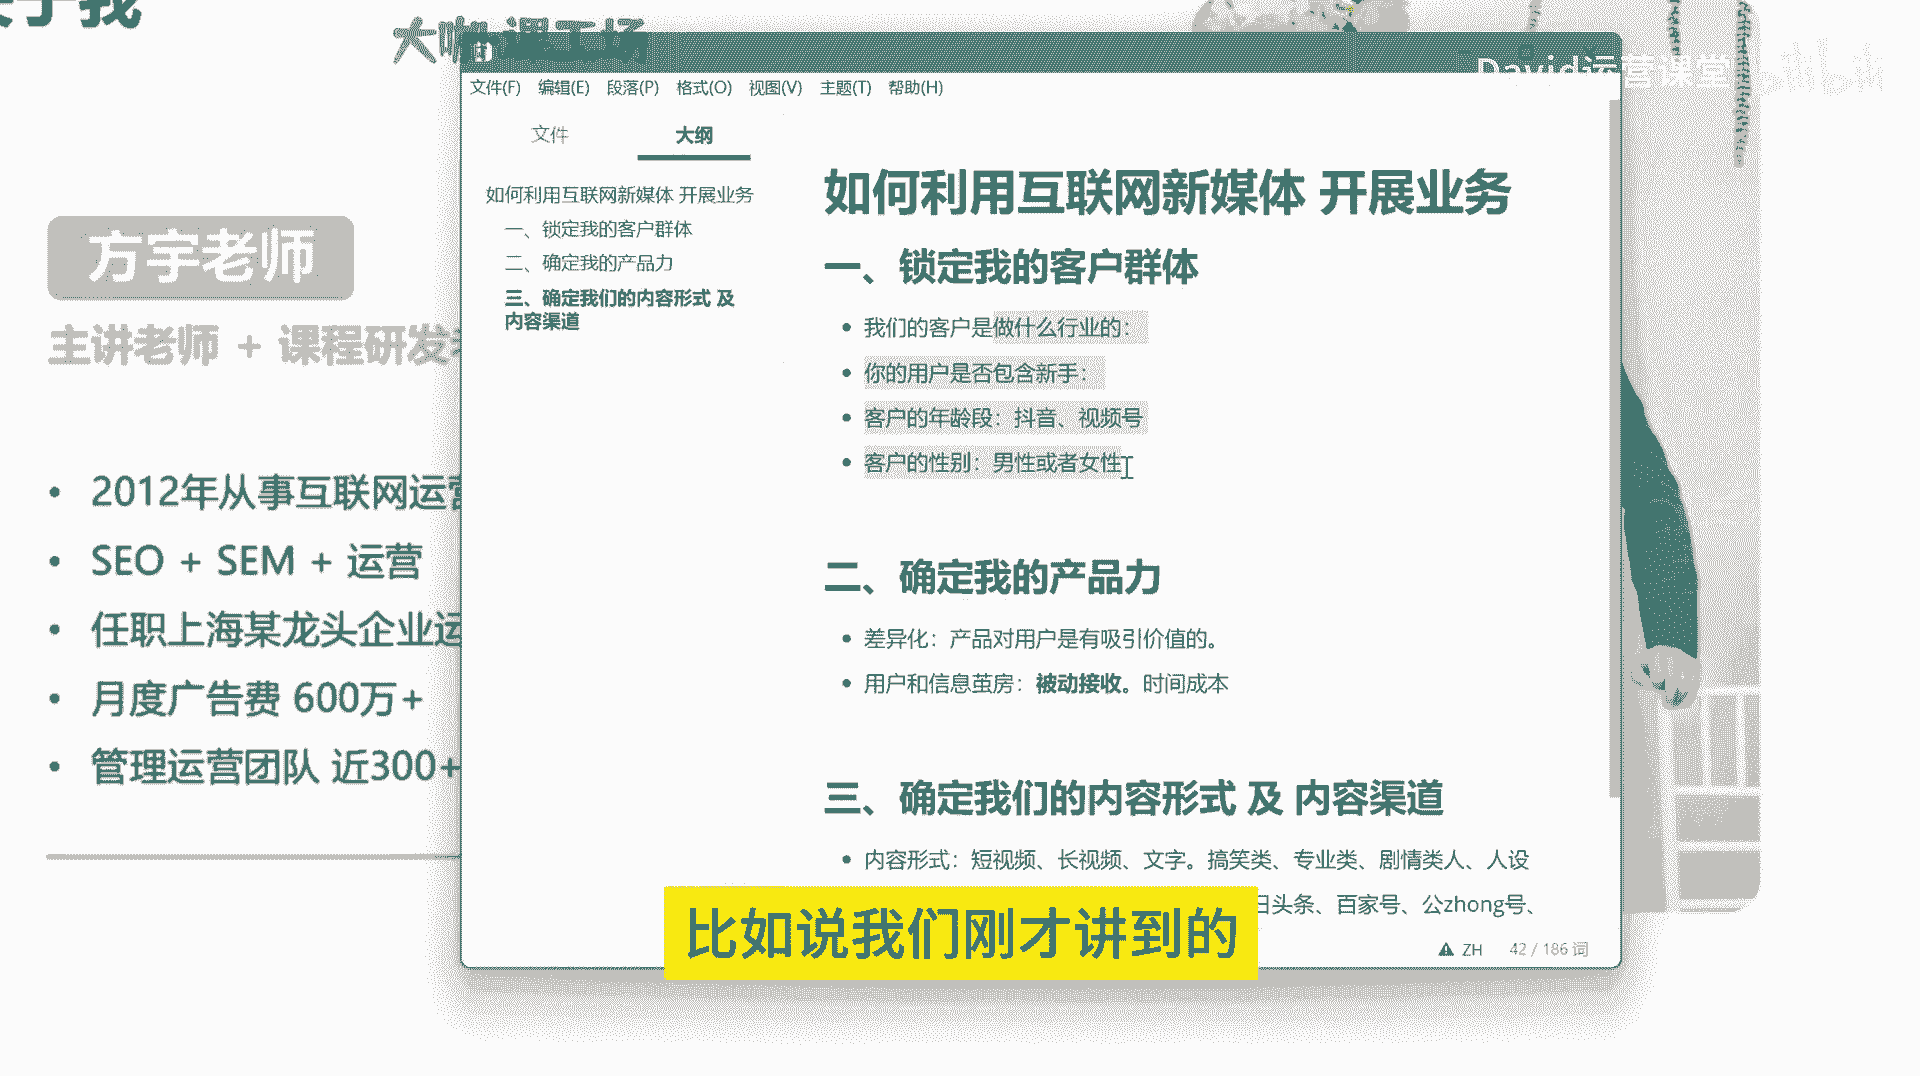 大咖课工场
David运营课堂
bilibili
方宇老师
主讲老师 + 课程研发
2012年从事互联网运营
SEO + SEM + 运营
任职上海某龙头企业运
月度广告费 600万+
管理运营团队 近300+
文件(F) 编辑(E) 段落(P) 格式(O) 视图(V) 主题(T) 帮助(H)
文件 大纲
如何利用互联网新媒体 开展业务
一、锁定我的客户群体
二、确定我的产品力
三、确定我们的内容形式 及
内容渠道
如何利用互联网新媒体 开展业务
一、锁定我的客户群体
我们的客户是做什么行业的：
你的用户是否包含新手：
客户的年龄段：抖音、视频号
客户的性别：男性或者女性
二、确定我的产品力
差异化：产品对用户是有吸引价值的。
用户和信息茧房：被动接收。时间成本
三、确定我们的内容形式 及 内容渠道
内容形式：短视频、长视频、文字。搞笑类、专业类、剧情类人、人设
日头条、百家号、公zhong号、
ZH 42 / 186 词
比如说我们刚才讲到的